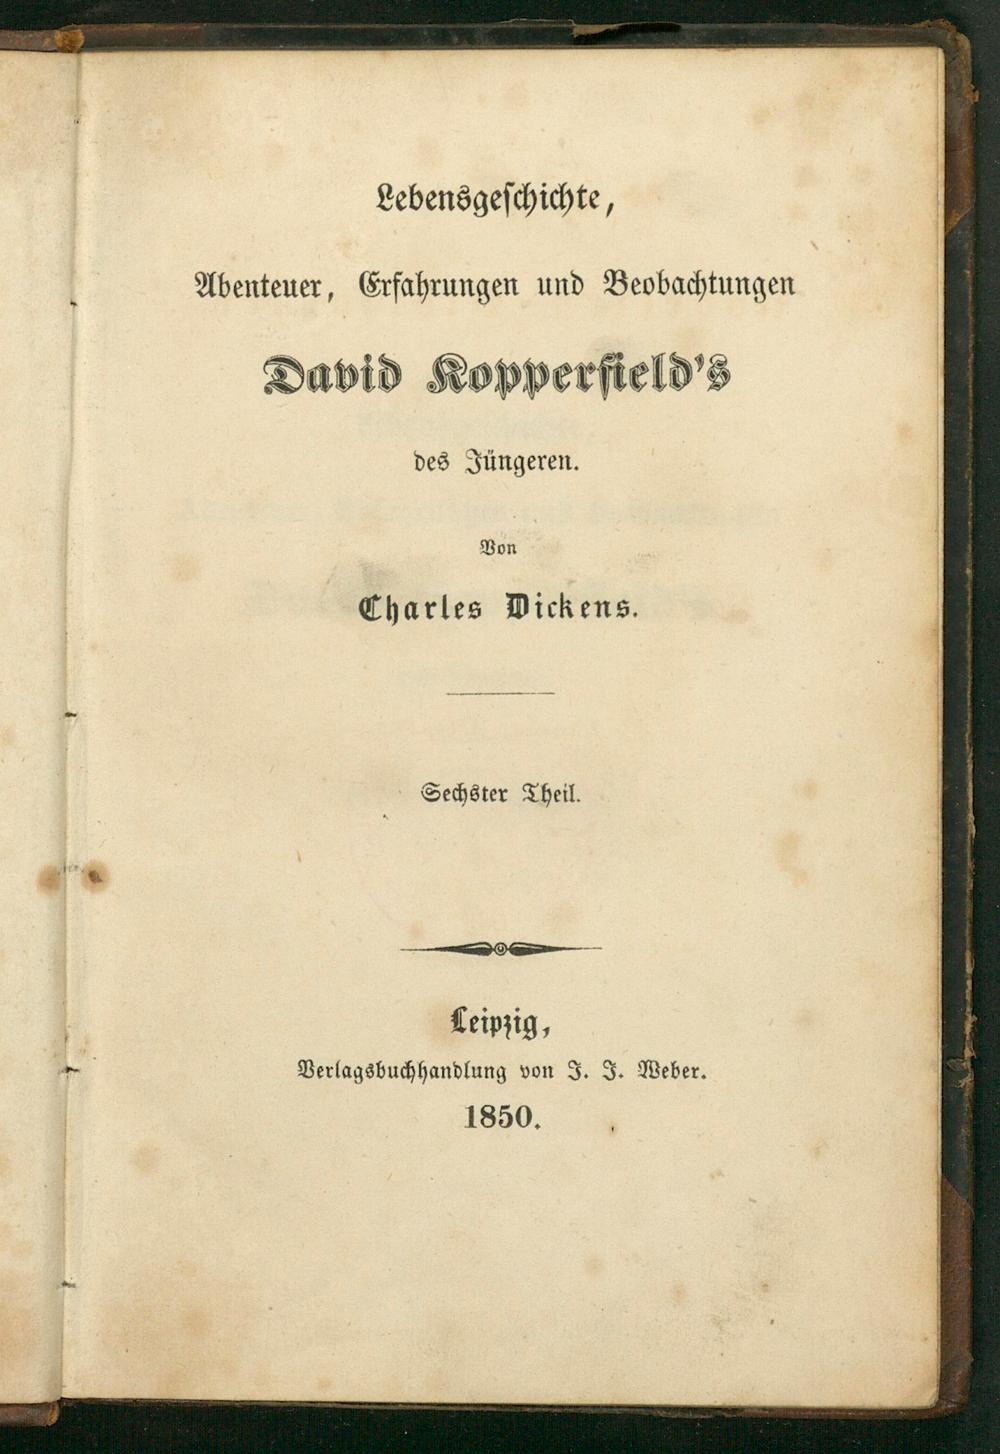 Lebensgeſchichte,
Abenteuer, Erfahrungen und Beobachtungen
David Kopperfield's
des Jüngeren.
Von
Charles Dickens.
Sechster Theil.
Leipzig,
Verlagsbuchhandlung von J. J. Weber.
1850.